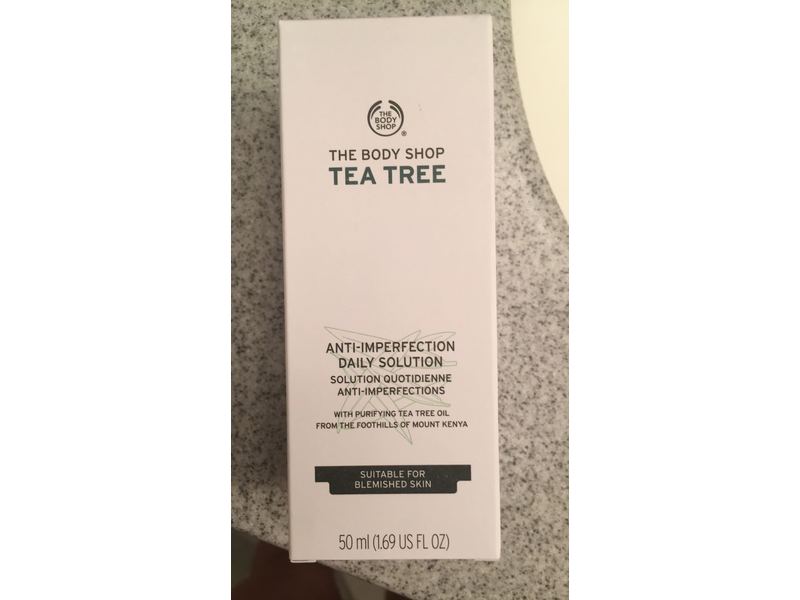 THE
BODY
SHOP
®
THE BODY SHOP
TEA TREE
ANTI-IMPERFECTION
DAILY SOLUTION
SOLUTION QUOTIDIENNE
ANTI-IMPERFECTIONS
WITH PURIFYING TEA TREE OIL
FROM THE FOOTHILLS OF MOUNT KENYA
SUITABLE FOR
BLEMISHED SKIN
50 ml (1.69 US FL OZ)